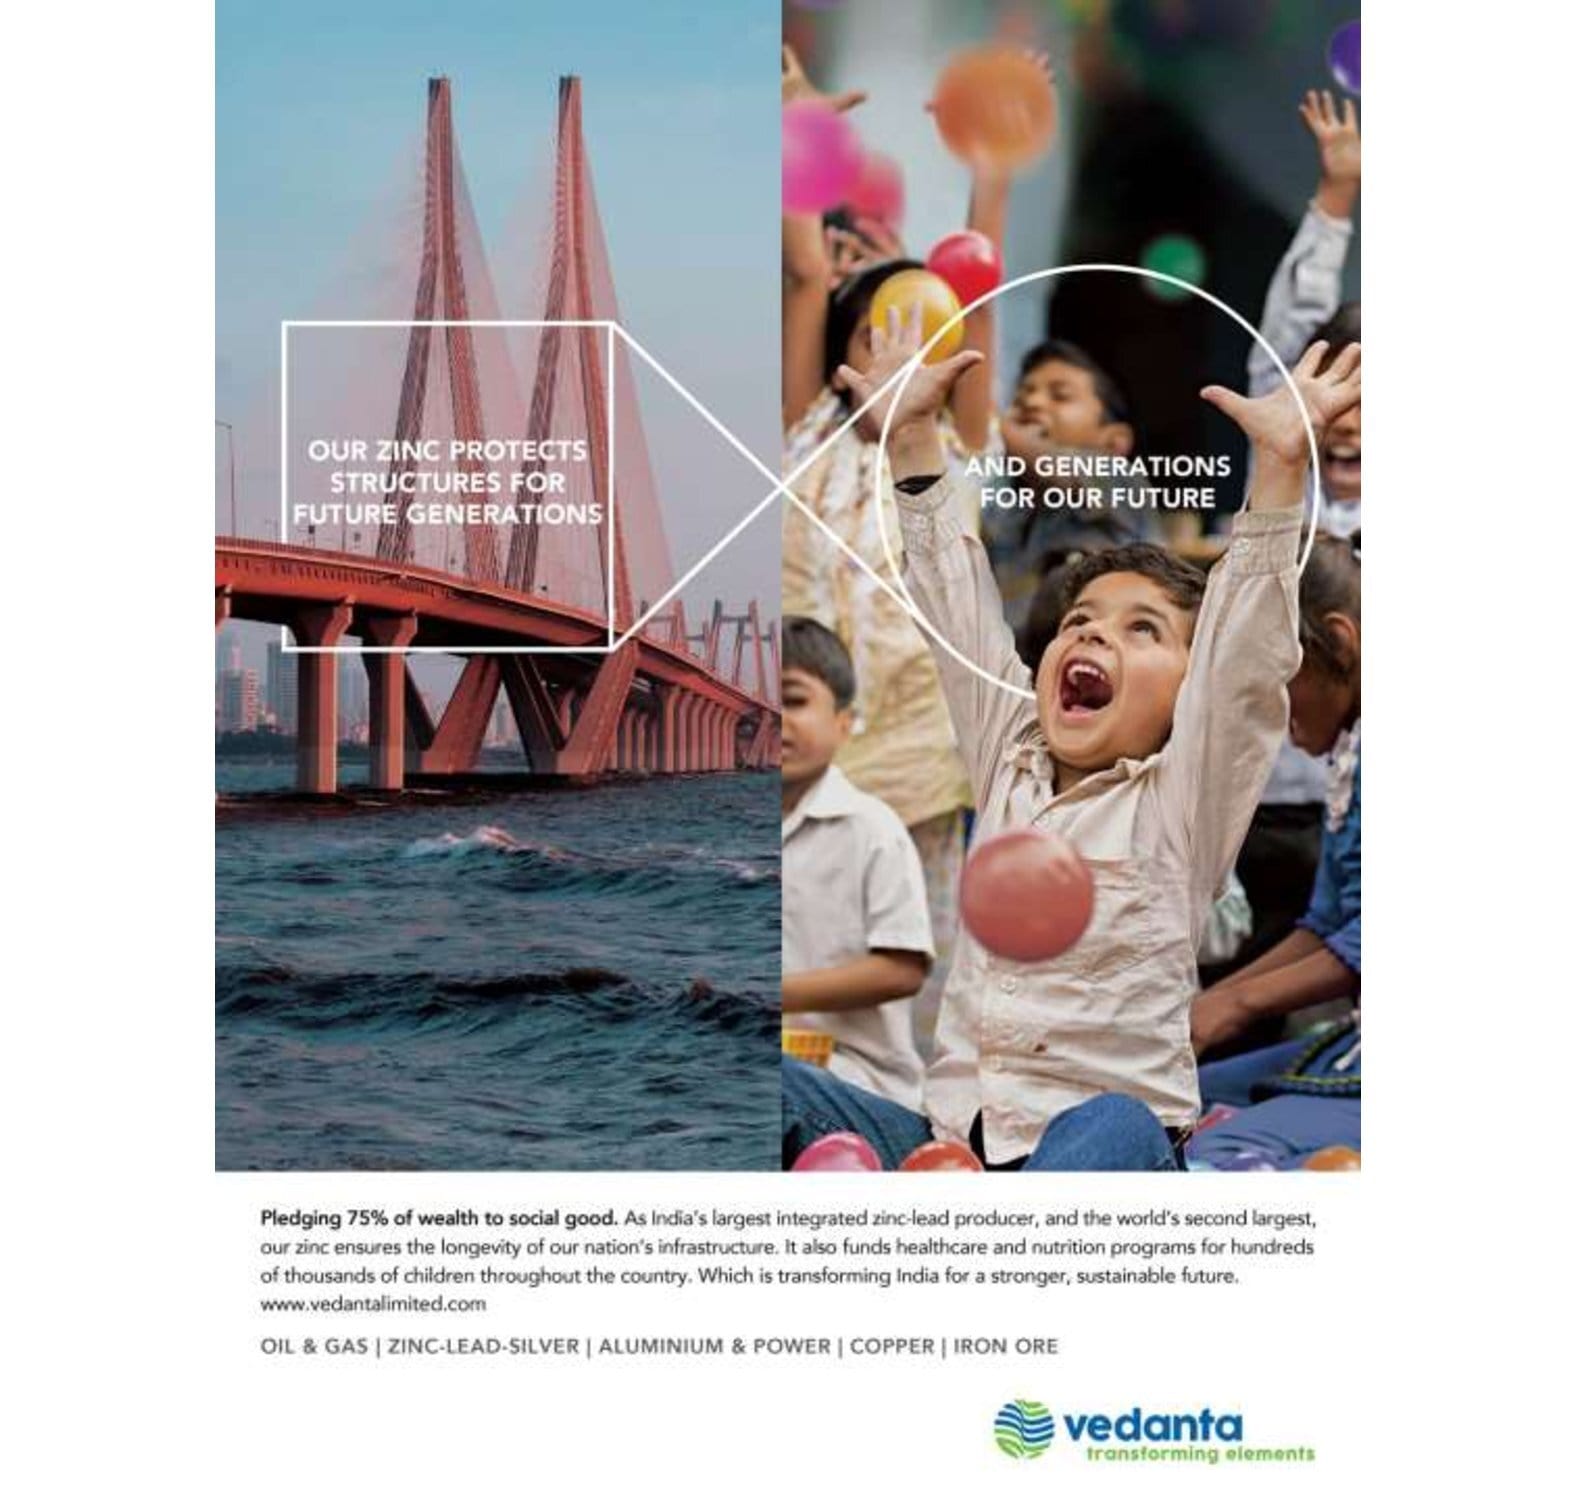 OUR ZINC PROTECTS
STRUCTURES FOR
FUTURE GENERATIONS
AND GENERATIONS
FOR OUR FUTURE
Pledging 75% of wealth to social good. As India's largest integrated zinc-lead producer, and the world's second largest,
our zinc ensures the longevity of our nation's infrastructure. It also funds healthcare and nutrition programs for hundreds
of thousands of children throughout the country. Which is transforming India for a stronger, sustainable future.
www.vedantalimited.com
OIL & GAS | ZINC-LEAD-SILVER | ALUMINIUM & POWER | COPPER | IRON ORE
vedanta
transforming elements